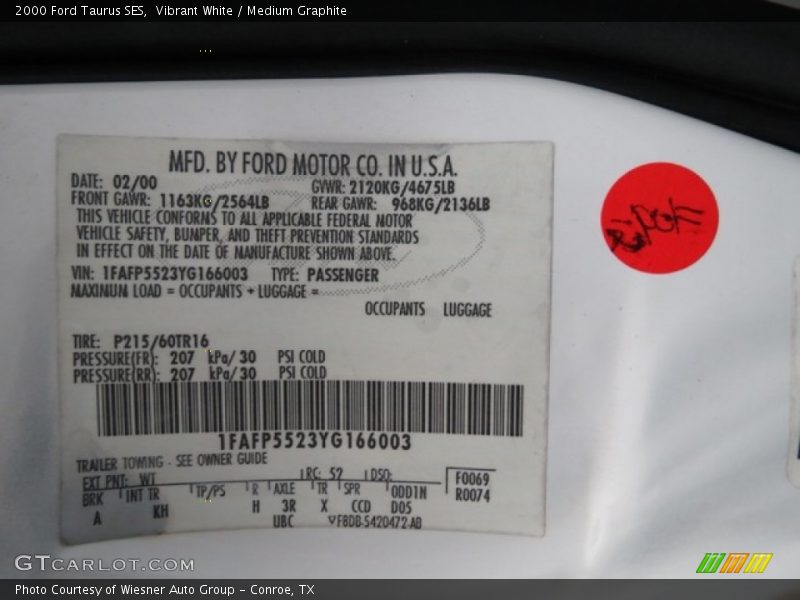 2000 Ford Taurus SES, Vibrant White / Medium Graphite
MFD. BY FORD MOTOR CO. IN U.S.A.
DATE: 02/00 GVWR: 2120KG/4675LB
FRONT GAWR: 1163KG/2564LB REAR GAWR: 968KG/2136LB
THIS VEHICLE CONFORMS TO ALL APPLICABLE FEDERAL MOTOR
VEHICLE SAFETY, BUMPER, AND THEFT PREVENTION STANDARDS
IN EFFECT ON THE DATE OF MANUFACTURE SHOWN ABOVE.
VIN: 1FAFP5523YG166003 TYPE: PASSENGER
MAXIMUM LOAD = OCCUPANTS + LUGGAGE =
OCCUPANTS LUGGAGE
TIRE: P215/60TR16
PRESSURE(FR): 207 kPa/ 30 PSI COLD
PRESSURE(RR): 207 kPa/ 30 PSI COLD
1FAFP5523YG166003
TRAILER TOWING - SEE OWNER GUIDE
EXT PNT: WT RC: 52 DSO: F0069
BRK INT TR TP/PS R AXLE TR SPR ODD1N R0074
A KH H 3R X CCD D05
UBC F8DB-5420472-AB
GTCARLOT.COM
Photo Courtesy of Wiesner Auto Group - Conroe, TX